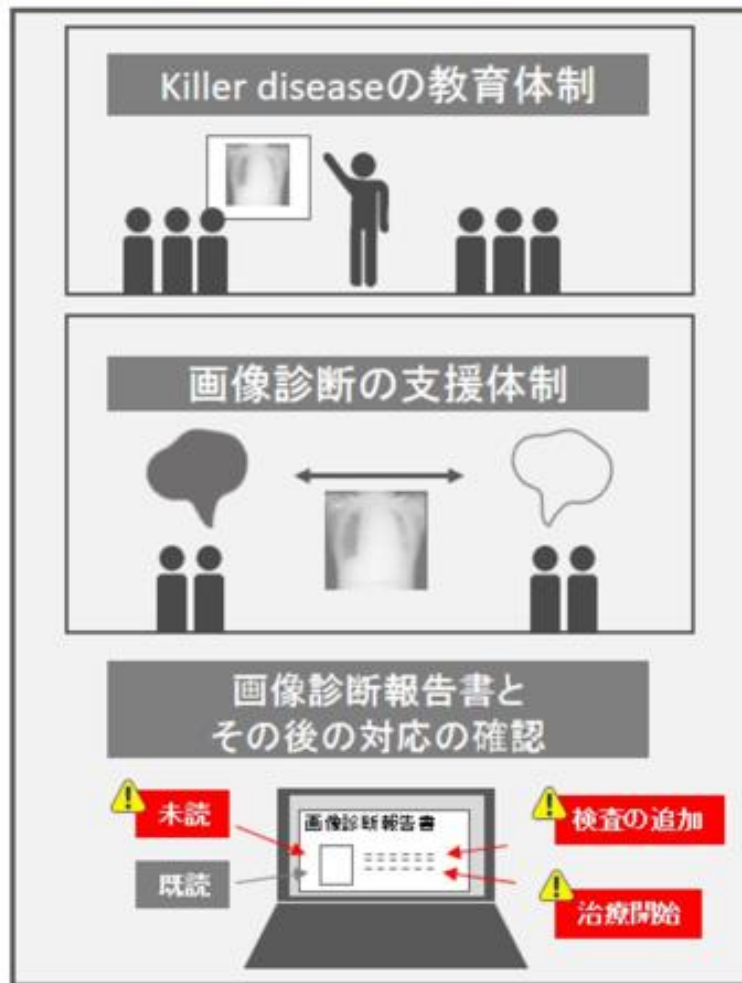 Killer diseaseの教育体制
画像診断の支援体制
画像診断報告書と
その後の対応の確認
未読
画像診断報告書
検査の追加
既読
治療開始